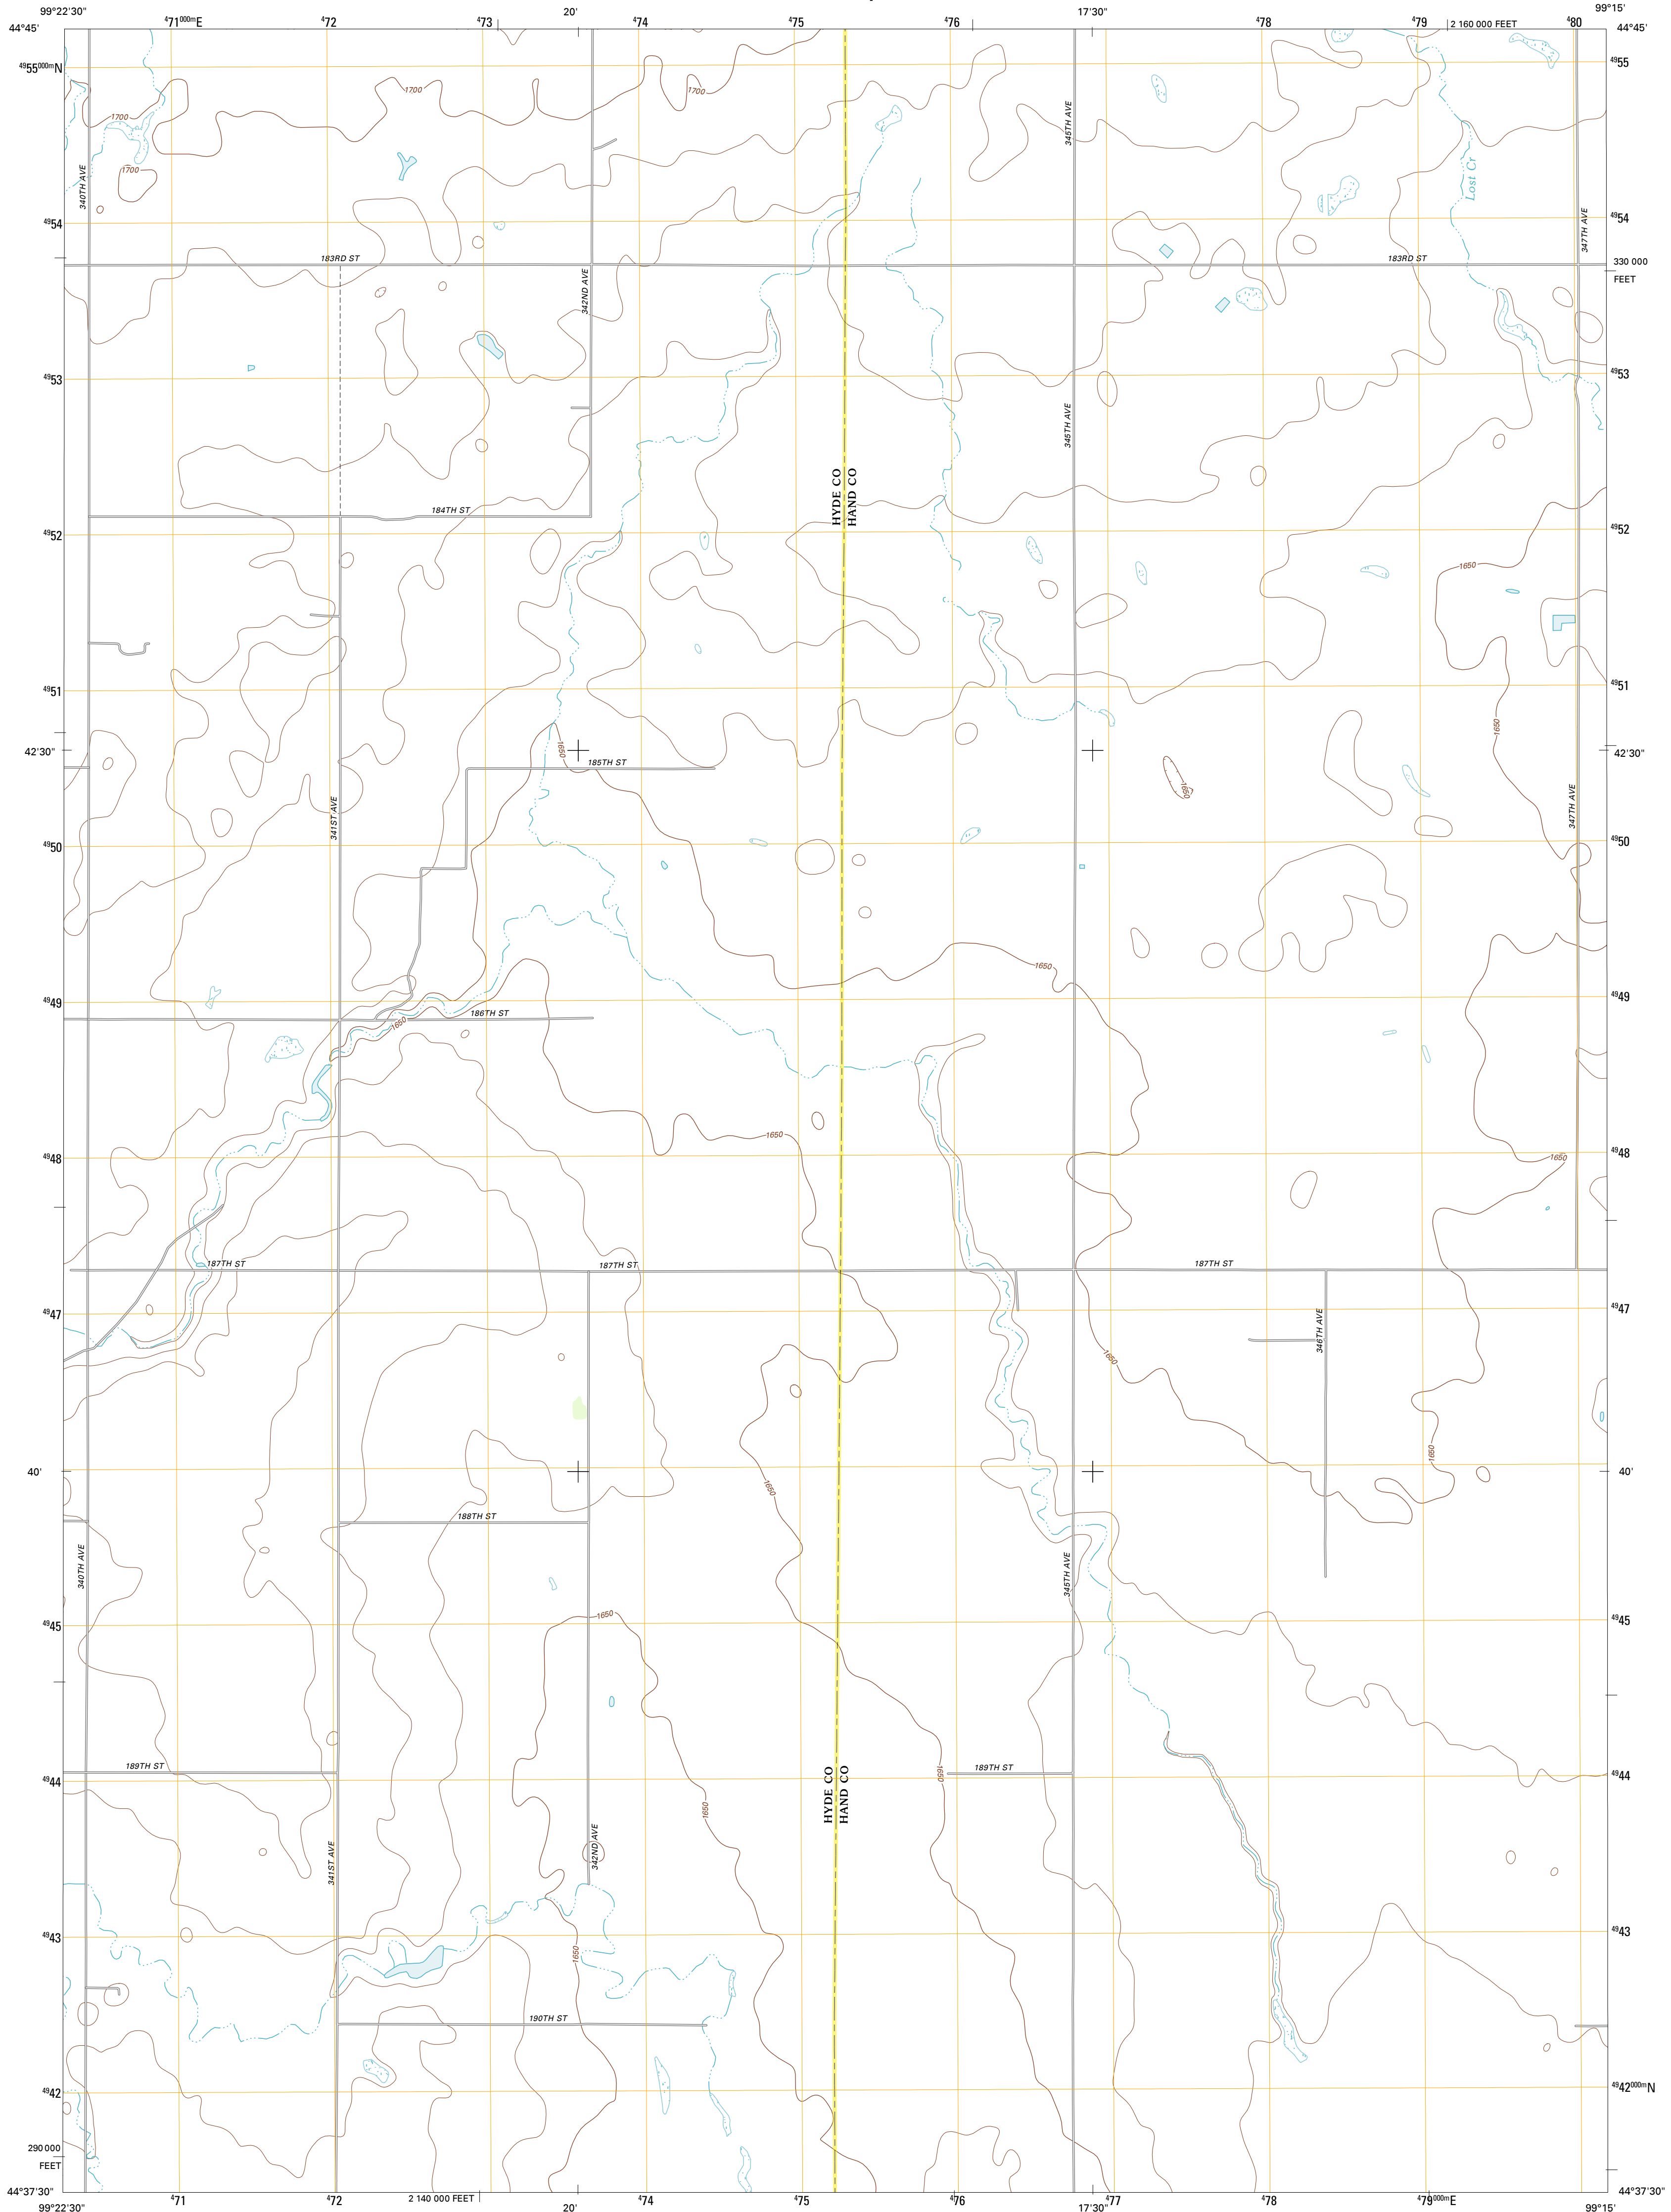 99°22'30"
⁴71⁰⁰⁰ᵐE
⁴72
⁴73
20'
⁴74
⁴75
⁴76
17'30"
⁴78
⁴79
2 160 000 FEET
⁴80
99°15'
44°45'
44°45'
⁴⁹55⁰⁰⁰ᵐN
⁴⁹55
1700
1700
1700
345TH AVE
1700
340TH AVE
Lost Cr
⁴⁹54
⁴⁹54
347TH AVE
183RD ST
183RD ST
330 000
FEET
342ND AVE
⁴⁹53
⁴⁹53
345TH AVE
HYDE CO
HAND CO
184TH ST
⁴⁹52
⁴⁹52
1650
⁴⁹51
⁴⁹51
1650
42'30"
1650
42'30"
185TH ST
1650
341ST AVE
347TH AVE
⁴⁹50
⁴⁹50
1650
⁴⁹49
⁴⁹49
186TH ST
1650
1650
⁴⁹48
⁴⁹48
1650
187TH ST
187TH ST
187TH ST
⁴⁹47
⁴⁹47
346TH AVE
1650
1650
40'
40'
1650
188TH ST
340TH AVE
345TH AVE
1650
⁴⁹45
⁴⁹45
189TH ST
189TH ST
1650
⁴⁹44
⁴⁹44
HYDE CO
HAND CO
1650
341ST AVE
342ND AVE
⁴⁹43
⁴⁹43
1650
190TH ST
⁴⁹42
⁴⁹42⁰⁰⁰ᵐN
290 000
FEET
44°37'30"
44°37'30"
99°22'30"
⁴71
⁴72
2 140 000 FEET
20'
⁴74
⁴75
⁴76
17'30"
⁴77
⁴78
⁴79⁰⁰⁰ᵐE
99°15'